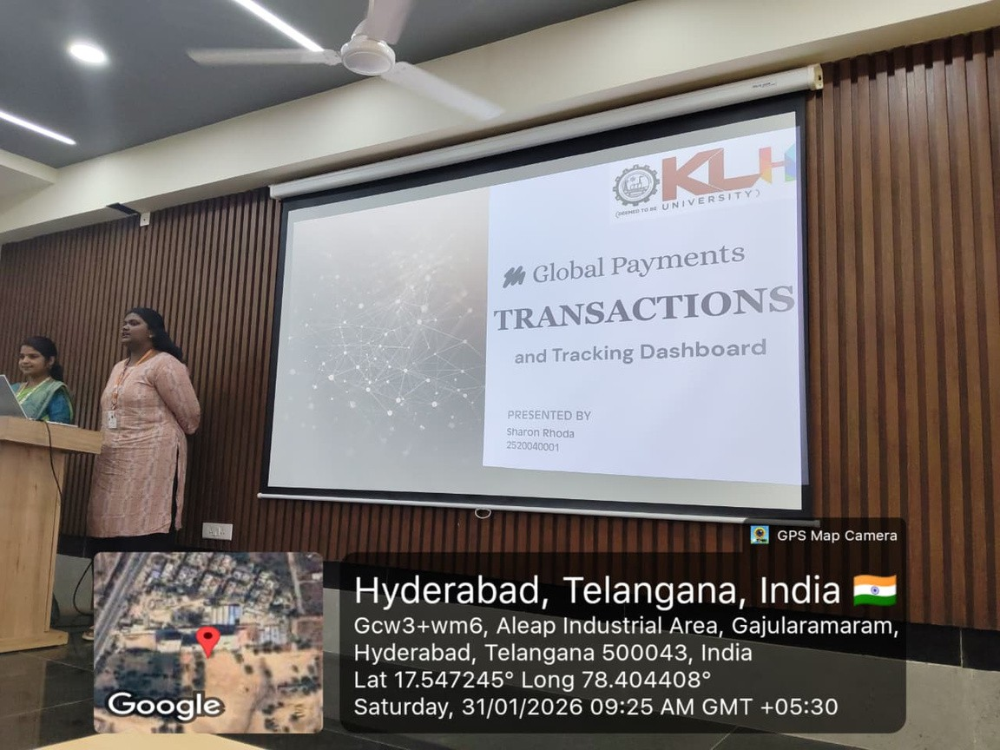 KLH
(DEEMED TO BE UNIVERSITY)
Global Payments
TRANSACTIONS
and Tracking Dashboard
PRESENTED BY
Sharon Rhoda
2520040001
GPS Map Camera
Hyderabad, Telangana, India
Gcw3+wm6, Aleap Industrial Area, Gajularamaram,
Hyderabad, Telangana 500043, India
Lat 17.547245° Long 78.404408°
Saturday, 31/01/2026 09:25 AM GMT +05:30
Google